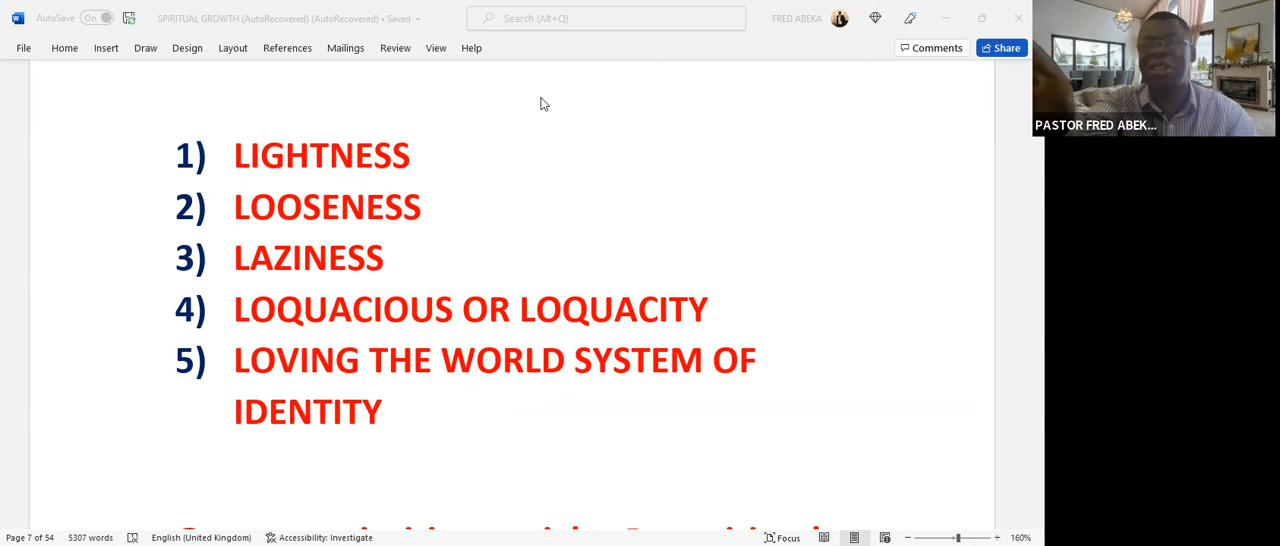 AutoSave On SPIRITUAL GROWTH (AutoRecovered) (AutoRecovered) • Saved Search (Alt+Q) FRED ABEKA
File Home Insert Draw Design Layout References Mailings Review View Help Comments Share
PASTOR FRED ABEK...
1) LIGHTNESS
2) LOOSENESS
3) LAZINESS
4) LOQUACIOUS OR LOQUACITY
5) LOVING THE WORLD SYSTEM OF
IDENTITY
Page 7 of 54 5307 words English (United Kingdom) Accessibility: Investigate Focus 160%